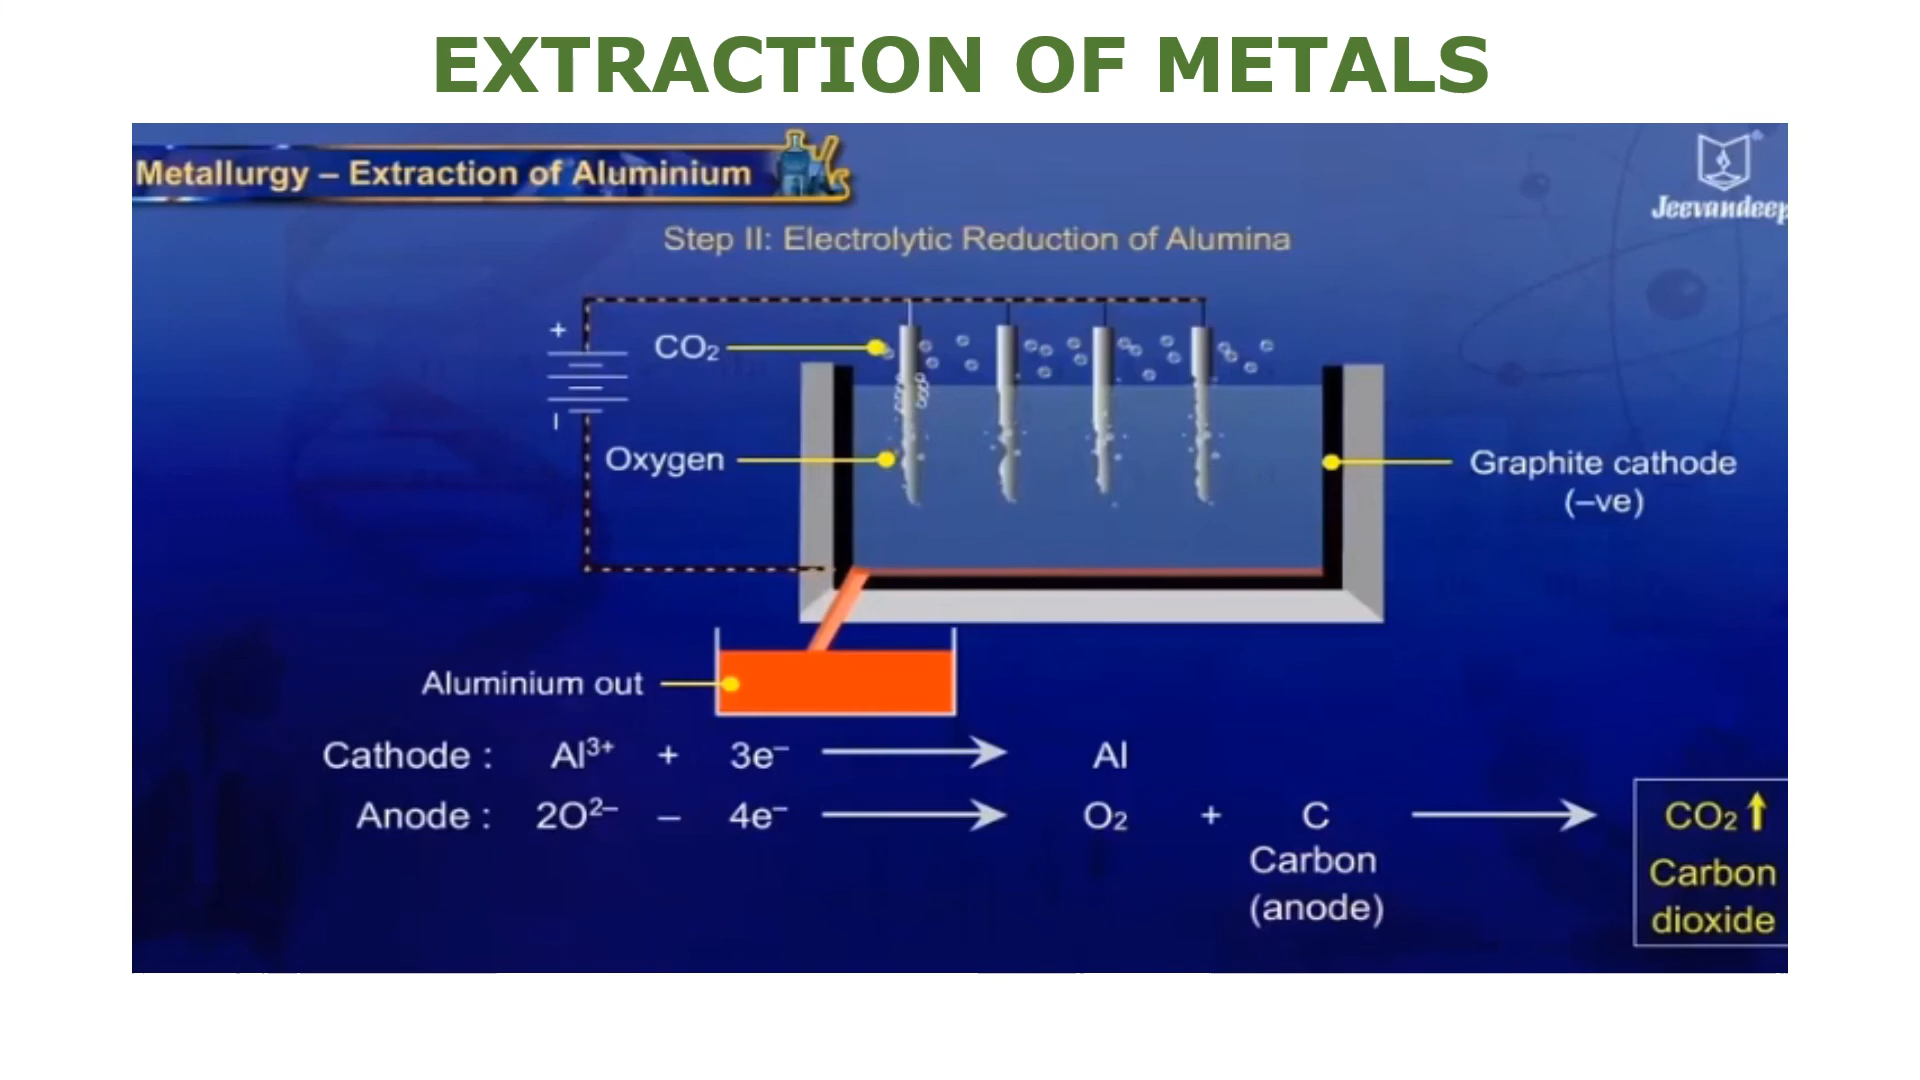 EXTRACTION OF METALS
Metallurgy – Extraction of Aluminium
Jeevandeep
Step II: Electrolytic Reduction of Alumina
+
CO₂
–
Oxygen
Graphite cathode
(–ve)
Aluminium out
Cathode : Al³⁺ + 3e⁻ ⟶ Al
Anode : 2O²⁻ – 4e⁻ ⟶ O₂ + C ⟶ CO₂↑
Carbon
(anode)
Carbon
dioxide